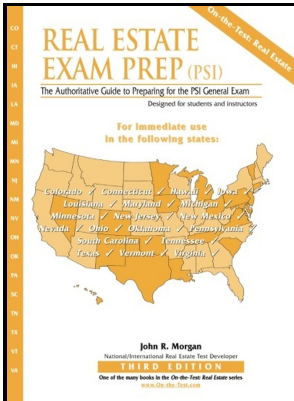 On-the-Test: Real Estate
REAL ESTATE
EXAM PREP (PSI)
The Authoritative Guide to Preparing for the PSI General Exam
Designed for students and instructors
For immediate use
in the following states:
Colorado ✓ Connecticut ✓ Hawaii ✓ Iowa ✓
Louisiana ✓ Maryland ✓ Michigan ✓
Minnesota ✓ New Jersey ✓ New Mexico ✓
Nevada ✓ Ohio ✓ Oklahoma ✓ Pennsylvania ✓
South Carolina ✓ Tennessee ✓
Texas ✓ Vermont ✓ Virginia ✓
CO
CT
HI
IA
LA
MD
MI
MN
NJ
NM
NV
OH
OK
PA
SC
TN
TX
VT
VA
John R. Morgan
National/International Real Estate Test Developer
THIRD EDITION
One of the many books in the On-the-Test: Real Estate series
www.On-the-Test.com